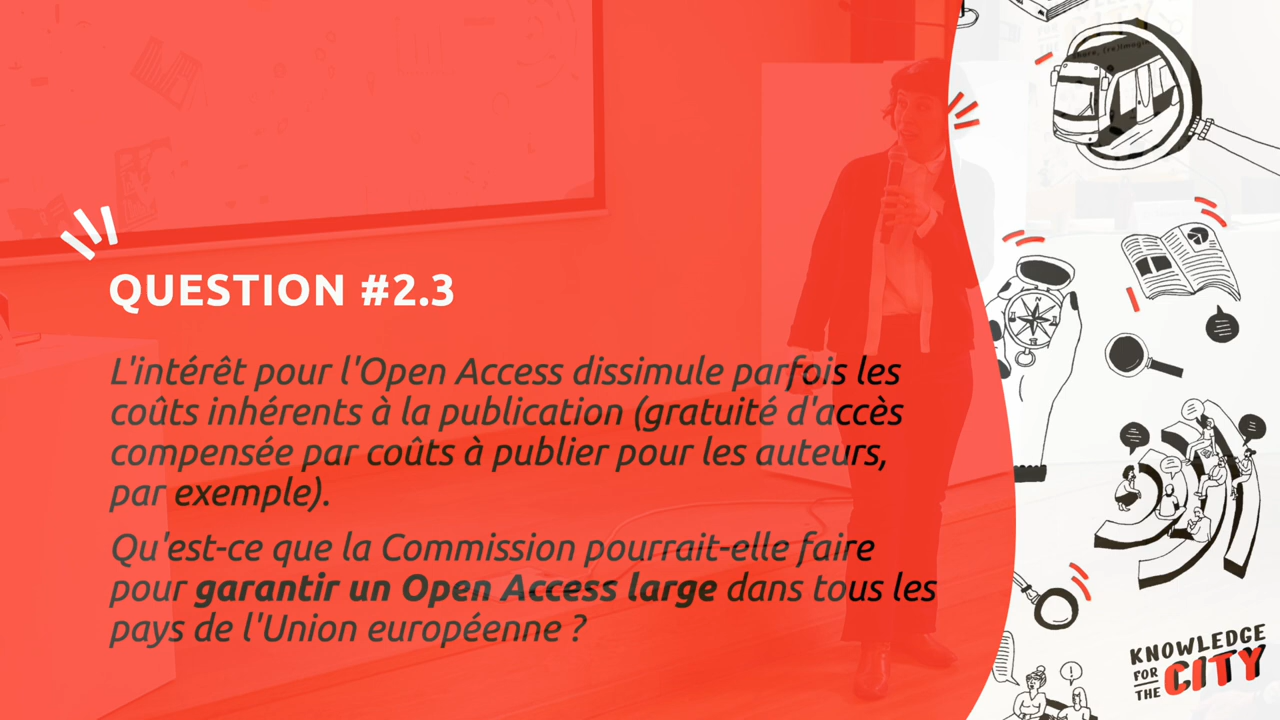 QUESTION #2.3
L'intérêt pour l'Open Access dissimule parfois les
coûts inhérents à la publication (gratuité d'accès
compensée par coûts à publier pour les auteurs,
par exemple).
Qu'est-ce que la Commission pourrait-elle faire
pour garantir un Open Access large dans tous les
pays de l'Union européenne ?
KNOWLEDGE
FOR
THE
CITY